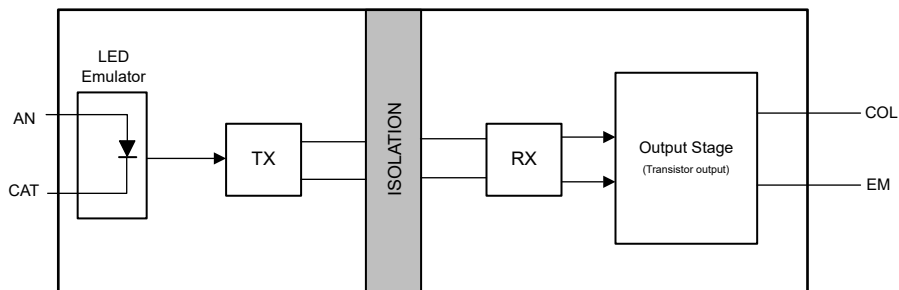 LED
Emulator
AN
CAT
TX
ISOLATION
RX
Output Stage
(Transistor output)
COL
EM